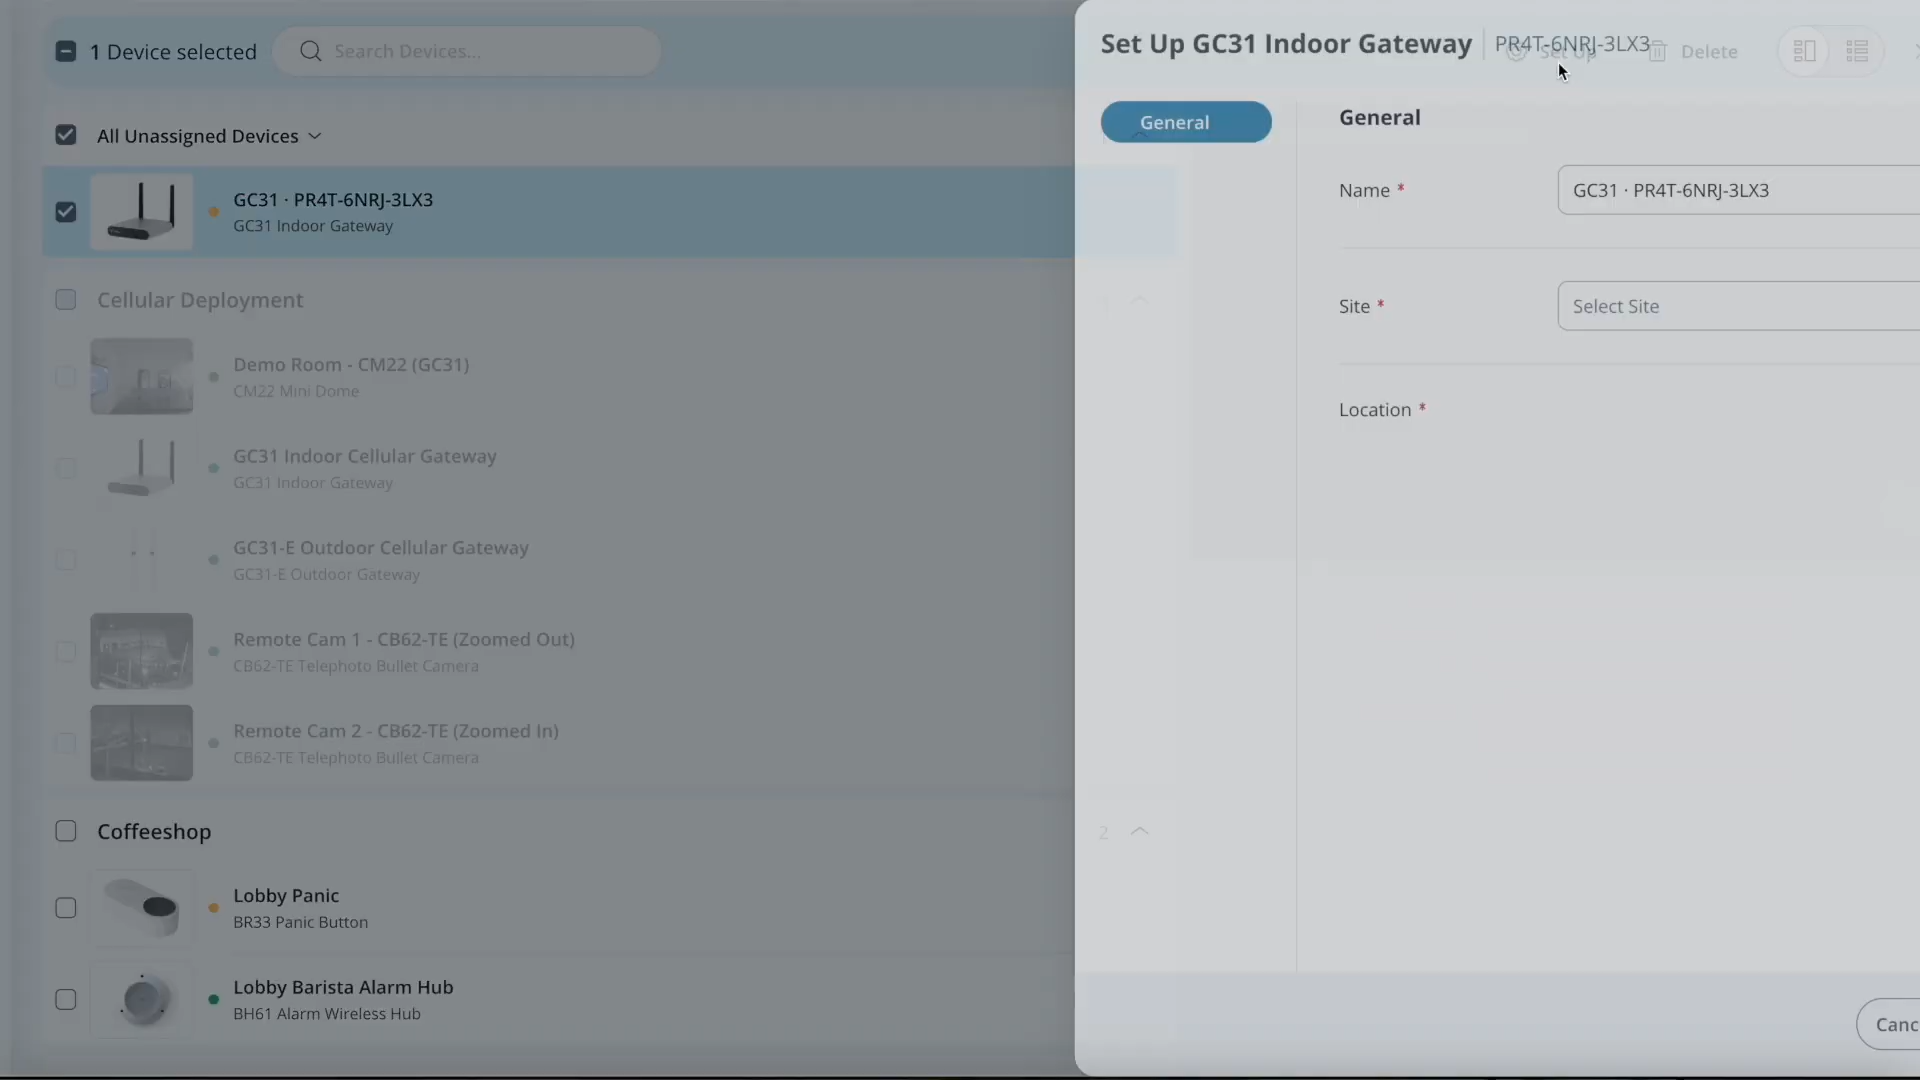 1 Device selected
Search Devices...
All Unassigned Devices
GC31 · PR4T-6NRJ-3LX3
GC31 Indoor Gateway
Cellular Deployment
1
Demo Room - CM22 (GC31)
CM22 Mini Dome
GC31 Indoor Cellular Gateway
GC31 Indoor Gateway
GC31-E Outdoor Cellular Gateway
GC31-E Outdoor Gateway
Remote Cam 1 - CB62-TE (Zoomed Out)
CB62-TE Telephoto Bullet Camera
Remote Cam 2 - CB62-TE (Zoomed In)
CB62-TE Telephoto Bullet Camera
Coffeeshop
2
Lobby Panic
BR33 Panic Button
Lobby Barista Alarm Hub
BH61 Alarm Wireless Hub
Set Up GC31 Indoor Gateway
PR4T-6NRJ-3LX3
Set Up
Delete
General
General
Name *
GC31 · PR4T-6NRJ-3LX3
Site *
Select Site
Location *
Canc